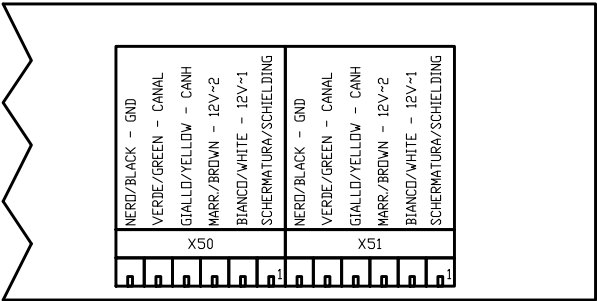 NERO/BLACK - GND
VERDE/GREEN - CANAL
GIALLO/YELLOW - CANH
MARR./BROWN - 12V~2
BIANCO/WHITE - 12V~1
SCHERMATURA/SCHIELDING
NERO/BLACK - GND
VERDE/GREEN - CANAL
GIALLO/YELLOW - CANH
MARR./BROWN - 12V~2
BIANCO/WHITE - 12V~1
SCHERMATURA/SCHIELDING
X50
X51
1
1